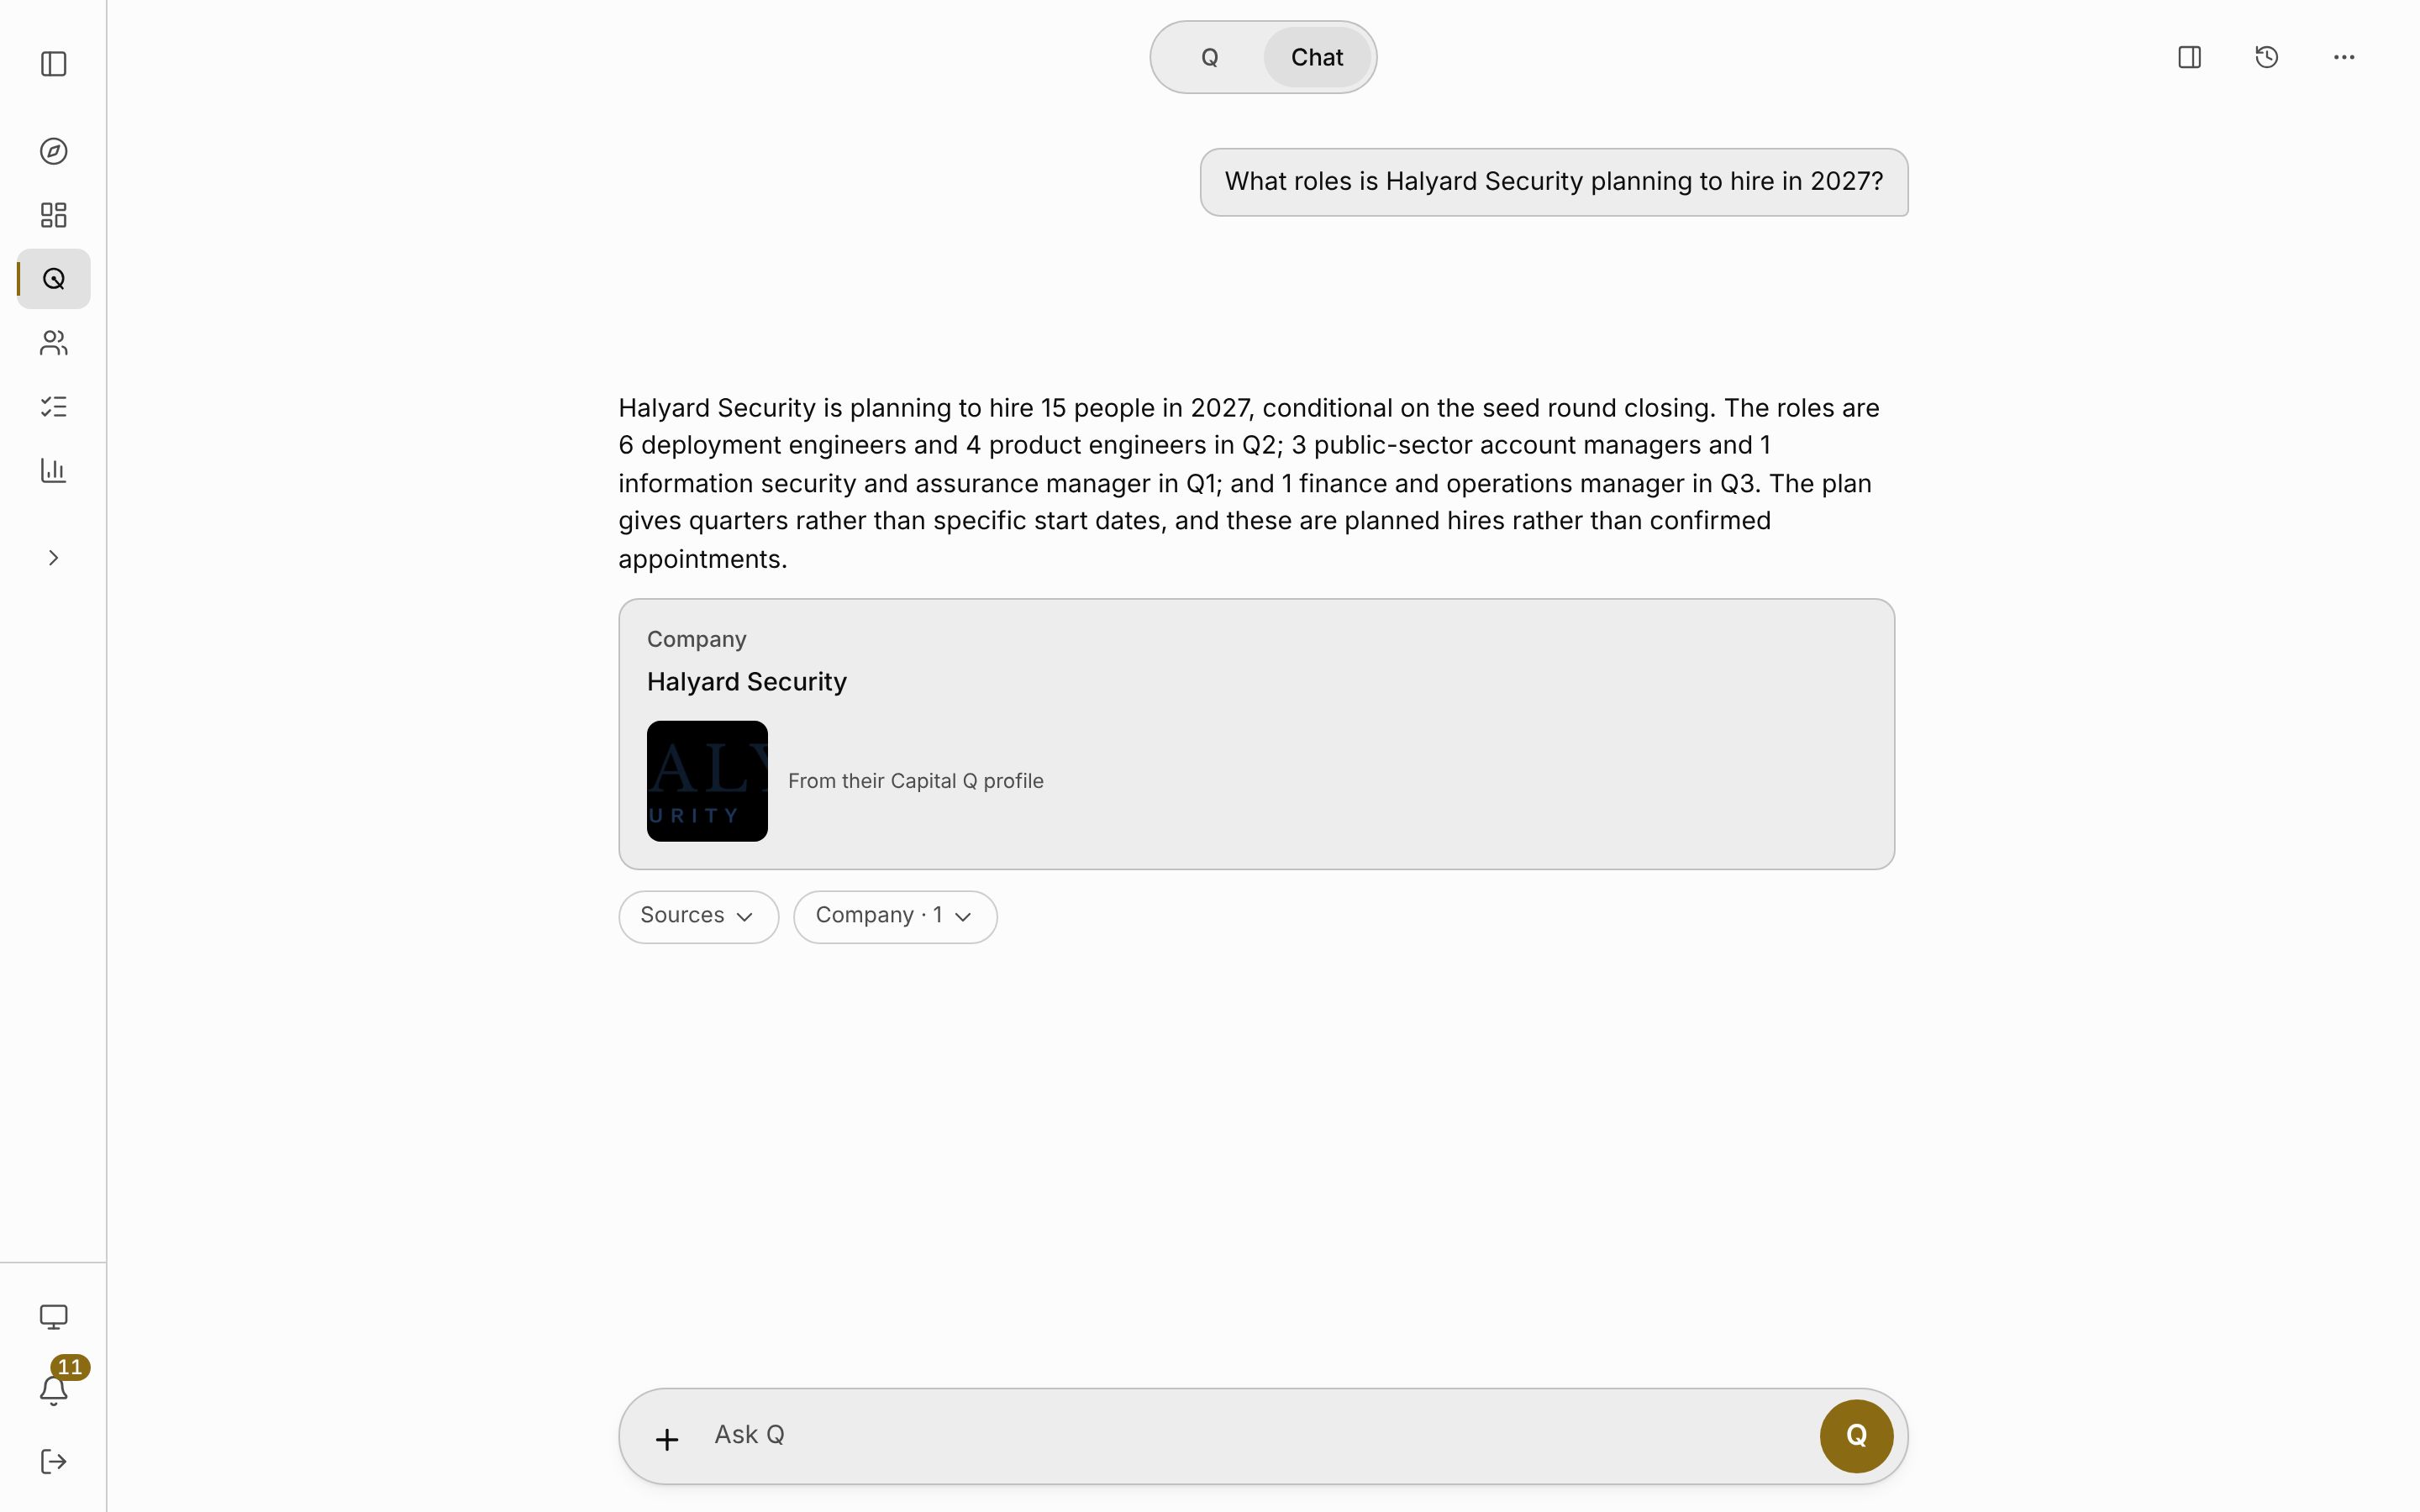 Q
Chat
What roles is Halyard Security planning to hire in 2027?
Halyard Security is planning to hire 15 people in 2027, conditional on the seed round closing. The roles are
6 deployment engineers and 4 product engineers in Q2; 3 public-sector account managers and 1
information security and assurance manager in Q1; and 1 finance and operations manager in Q3. The plan
gives quarters rather than specific start dates, and these are planned hires rather than confirmed
appointments.
Company
Halyard Security
ALY
URITY
From their Capital Q profile
Sources
Company · 1
11
Ask Q
Q